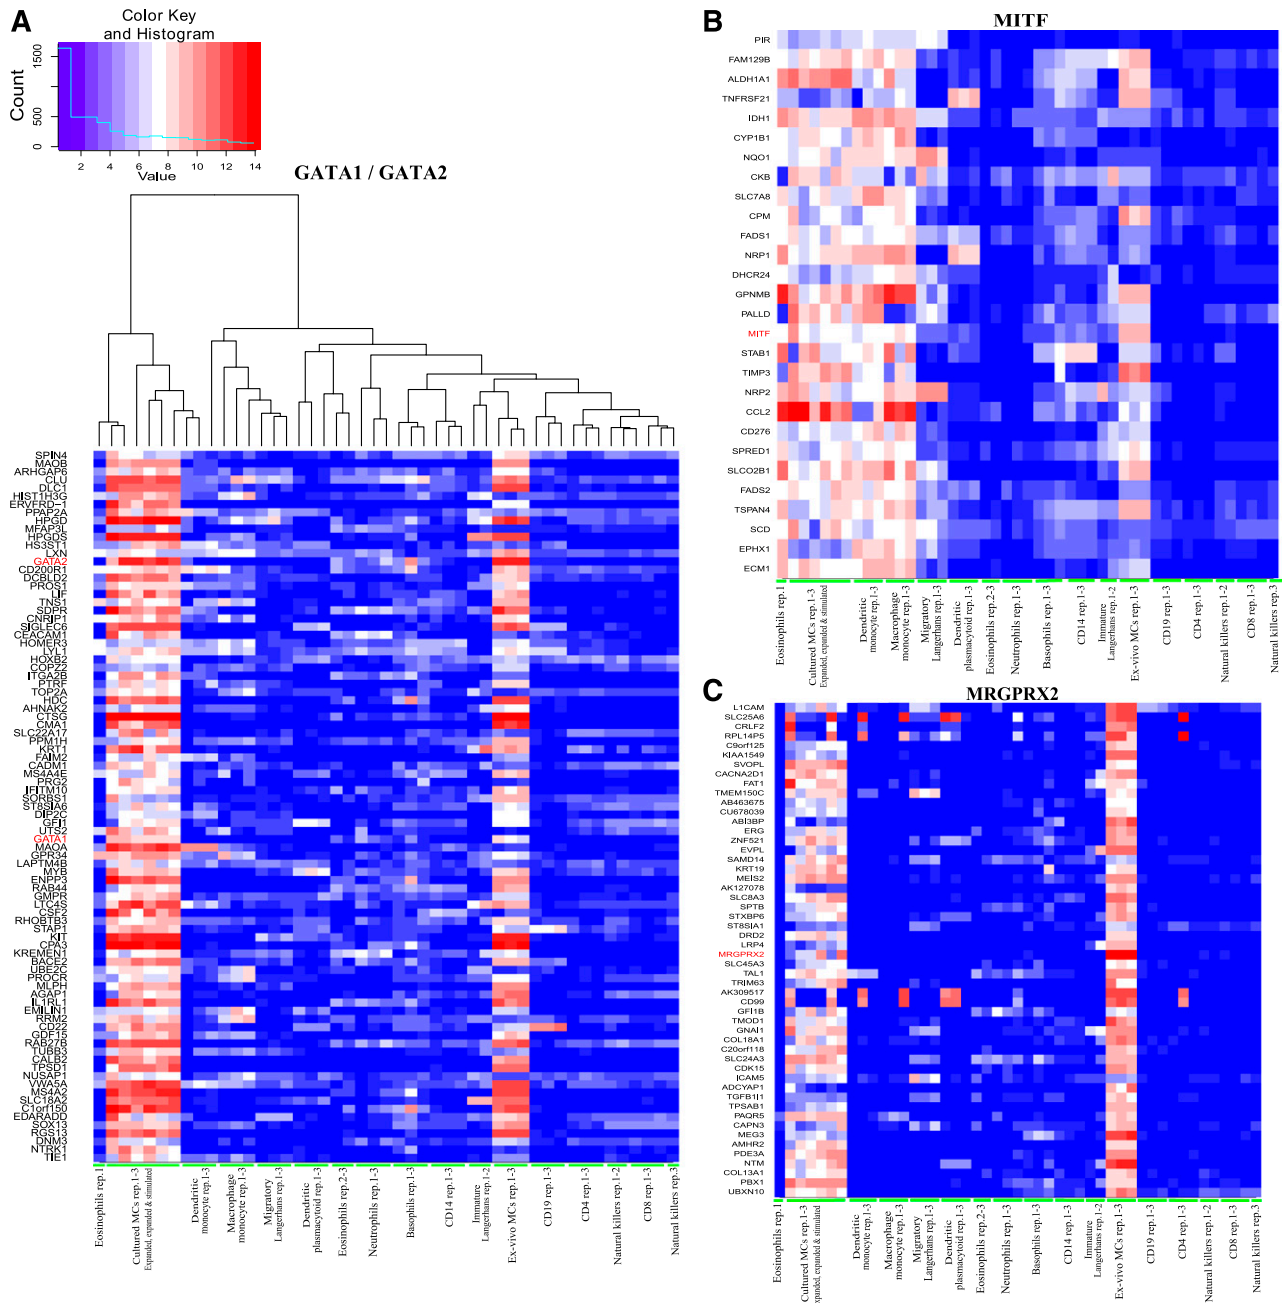 A
Color Key
and Histogram
Count
0
500
1500
2
4
6
8
10
12
14
Value
GATA1 / GATA2
SPIN4
MAOB
ARHGAP6
CLU
DLC1
HIST1H3G
ERVFRD−1
PPAP2A
HPGD
MFAP3L
HPGDS
HS3ST1
LXN
GATA2
CD200R1
DCBLD2
PROS1
LIF
TNS1
SDPR
CNRIP1
SIGLEC6
CEACAM1
HOMER3
LYL1
HOXB2
COPZ2
ITGA2B
PTRF
TOP2A
HDC
AHNAK2
CTSG
CMA1
SLC22A17
PPM1H
KRT1
FAIM2
CADM1
MS4A4E
PRG2
IFITM10
SORBS1
ST8SIA6
DIP2C
GFI1
UTS2
GATA1
MAOA
GPR34
LAPTM4B
MYB
ENPP3
RAB44
GMPR
LTC4S
CSF2
RHOBTB3
STAP1
KIT
CPA3
KREMEN1
BACE2
UBE2C
PROCR
MLPH
AGAP1
IL1RL1
EMILIN1
RRM2
CD22
GDF15
RAB27B
TUBB3
CALB2
TPSD1
NUSAP1
VWA5A
MS4A2
SLC18A2
C1orf150
EDARADD
SOX13
RGS13
DNM3
NTRK1
TIE1
Eosinophils rep.1
Cultured MCs rep.1-3
Expanded, expanded & stimulated
Dendritic
monocyte rep.1-3
Macrophage
monocyte rep.1-3
Migratory
Langerhans rep.1-3
Dendritic
plasmacytoid rep.1-3
Eosinophils rep.2-3
Neutrophils rep.1-3
Basophils rep.1-3
CD14 rep.1-3
Immature
Langerhans rep.1-2
Ex-vivo MCs rep.1-3
CD19 rep.1-3
CD4 rep.1-3
Natural killers rep.1-2
CD8 rep.1-3
Natural killers rep.3
B
MITF
PIR
FAM129B
ALDH1A1
TNFRSF21
IDH1
CYP1B1
NQO1
CKB
SLC7A8
CPM
FADS1
NRP1
DHCR24
GPNMB
PALLD
MITF
STAB1
TIMP3
NRP2
CCL2
CD276
SPRED1
SLCO2B1
FADS2
TSPAN4
SCD
EPHX1
ECM1
Eosinophils rep.1
Cultured MCs rep.1-3
Expanded, expanded & stimulated
Dendritic
monocyte rep.1-3
Macrophage
monocyte rep.1-3
Migratory
Langerhans rep.1-3
Dendritic
plasmacytoid rep.1-3
Eosinophils rep.2-3
Neutrophils rep.1-3
Basophils rep.1-3
CD14 rep.1-3
Immature
Langerhans rep.1-2
Ex-vivo MCs rep.1-3
CD19 rep.1-3
CD4 rep.1-3
Natural killers rep.1-2
CD8 rep.1-3
Natural killers rep.3
C
MRGPRX2
L1CAM
SLC25A6
CRLF2
RPL14P5
C9orf125
KIAA1549
SVOPL
CACNA2D1
FAT1
TMEM150C
AB463675
CU678039
ABI3BP
ERG
ZNF521
EVPL
SAMD14
KRT19
MEIS2
AK127078
SLC8A3
SPTB
STXBP6
ST8SIA1
DRD2
LRP4
MRGPRX2
SLC45A3
TAL1
TRIM63
AK309517
CD99
GFI1B
TMOD1
GNAI1
COL18A1
C20orf118
SLC24A3
CDK15
ICAM5
ADCYAP1
TGFB1I1
TPSAB1
PAQR5
CAPN3
MEG3
AMHR2
PDE3A
NTM
COL13A1
PBX1
UBXN10
Eosinophils rep.1
Cultured MCs rep.1-3
expanded, expanded & stimulated
Dendritic
monocyte rep.1-3
Macrophage
monocyte rep.1-3
Migratory
Langerhans rep.1-3
Dendritic
plasmacytoid rep.1-3
Eosinophils rep.2-3
Neutrophils rep.1-3
Basophils rep.1-3
CD14 rep.1-3
Immature
Langerhans rep.1-2
Ex-vivo MCs rep.1-3
CD19 rep.1-3
CD4 rep.1-3
Natural killers rep.1-2
CD8 rep.1-3
Natural killers rep.3